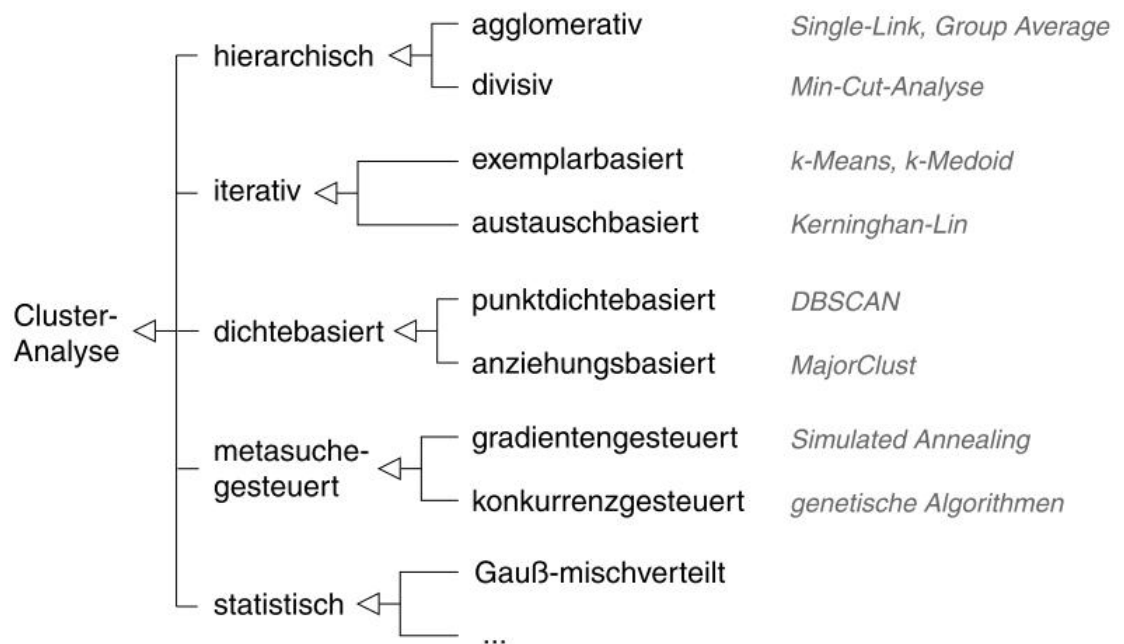 agglomerativ Single-Link, Group Average
hierarchisch
divisiv Min-Cut-Analyse
exemplarbasiert k-Means, k-Medoid
iterativ
austauschbasiert Kerninghan-Lin
punktdichtebasiert DBSCAN
Cluster-
Analyse
dichtebasiert
anziehungsbasiert MajorClust
gradientengesteuert Simulated Annealing
metasuche-
gesteuert
konkurrenzgesteuert genetische Algorithmen
Gauß-mischverteilt
statistisch
...